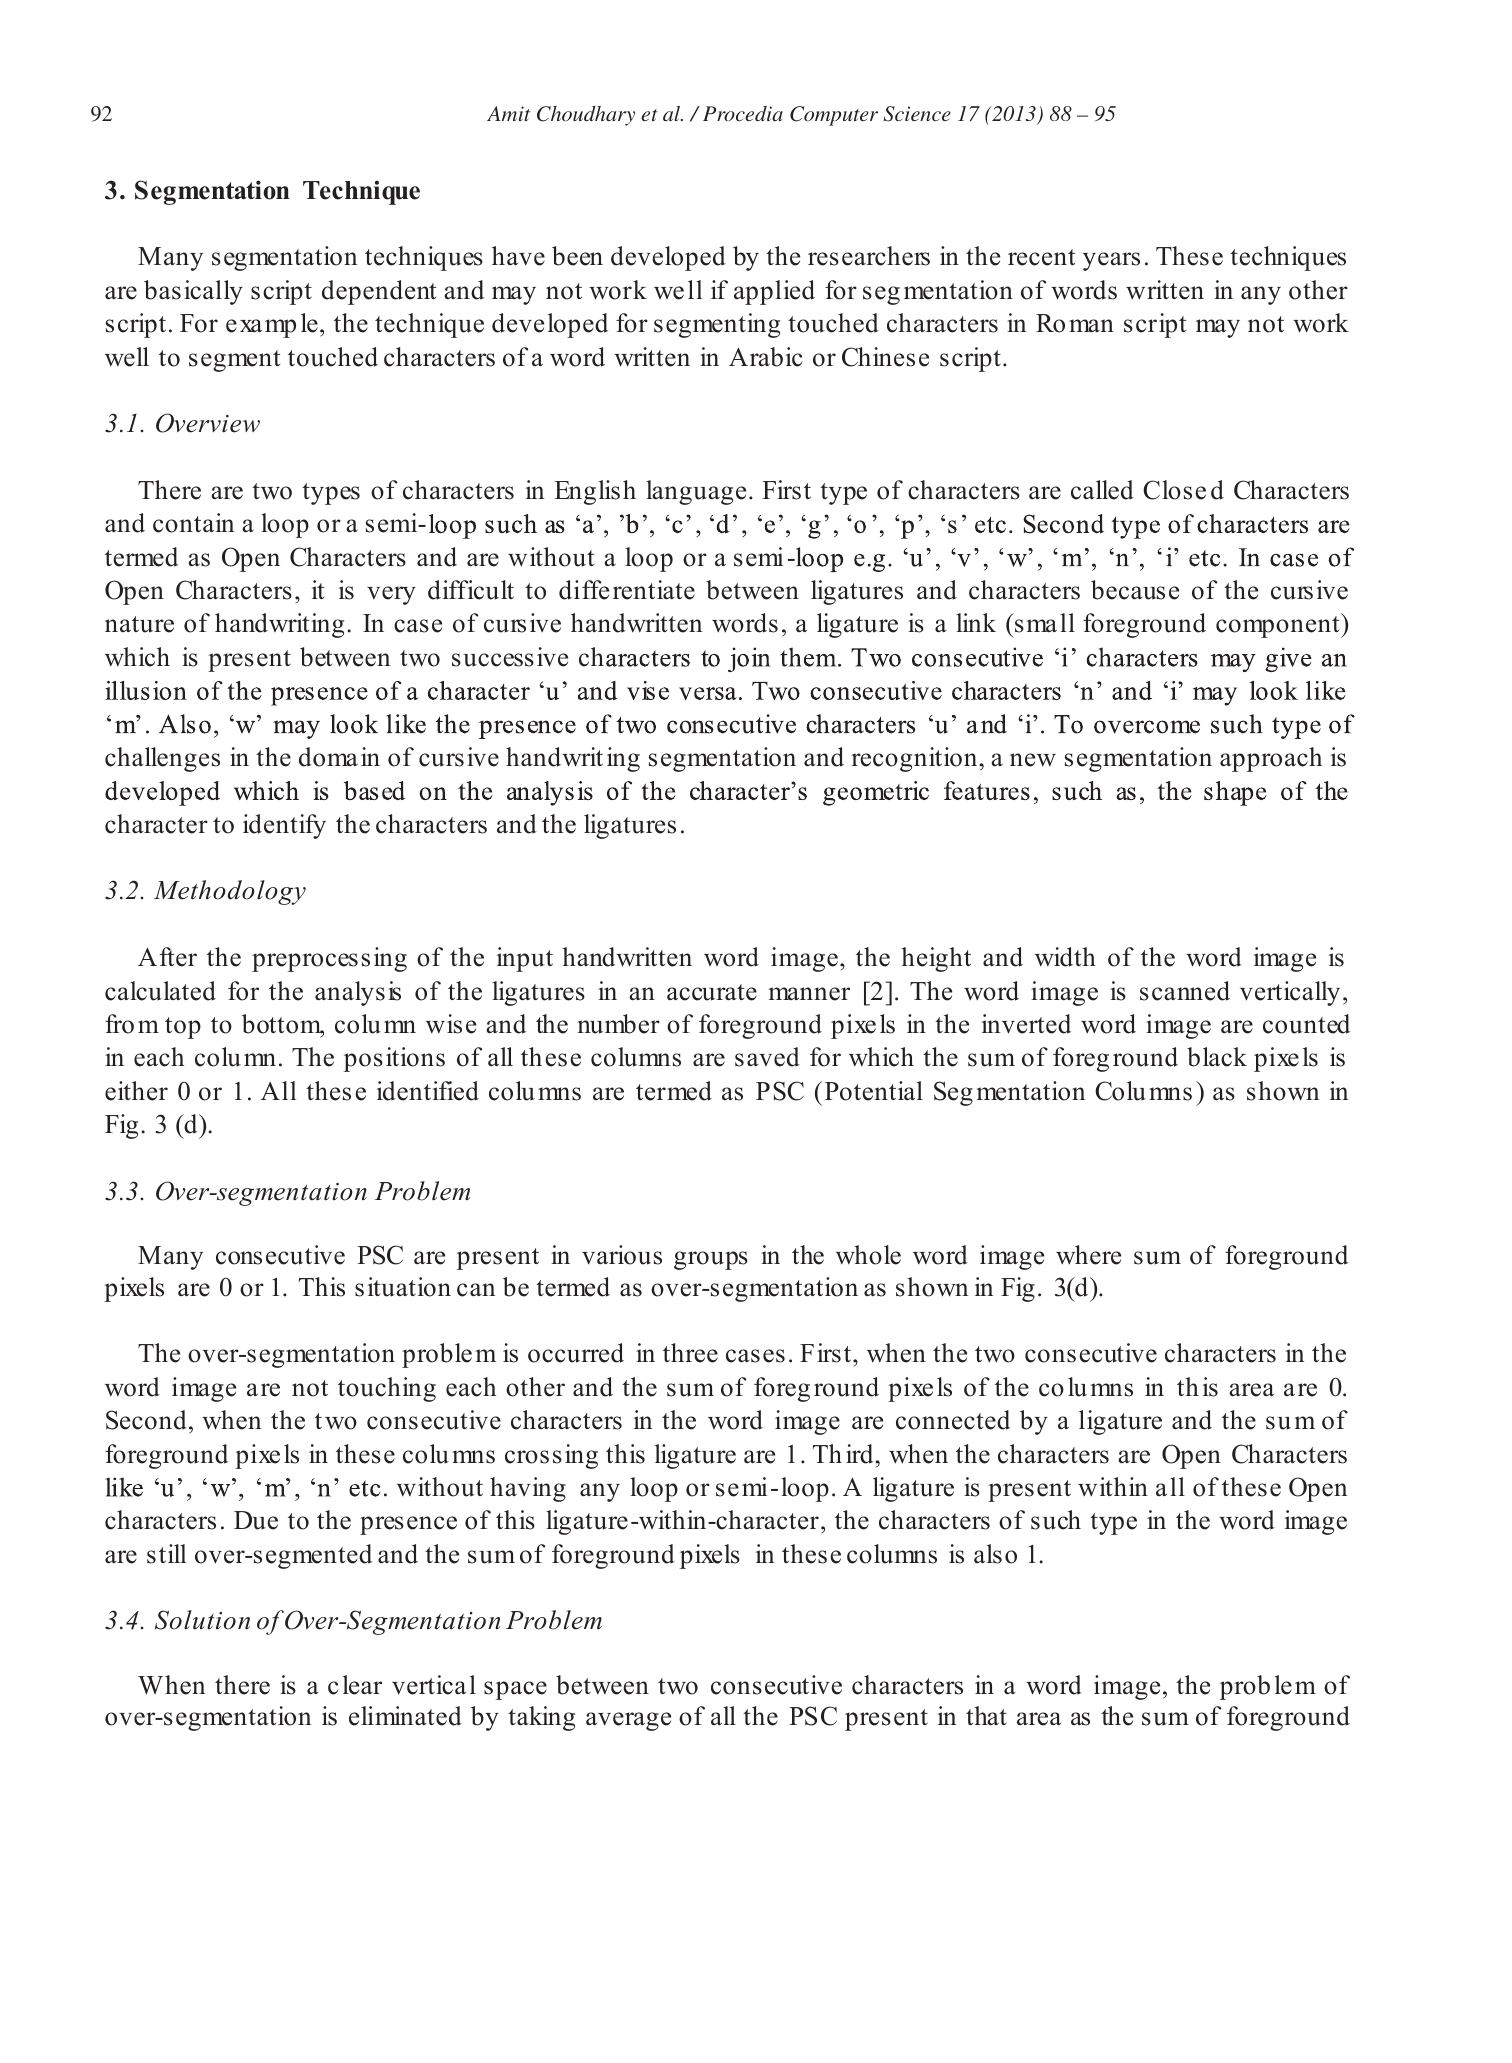 92
Amit Choudhary et al. / Procedia Computer Science 17 (2013) 88 – 95
3. Segmentation Technique
Many segmentation techniques have been developed by the researchers in the recent years. These techniques
are basically script dependent and may not work well if applied for segmentation of words written in any other
script. For example, the technique developed for segmenting touched characters in Roman script may not work
well to segment touched characters of a word written in Arabic or Chinese script.
3.1. Overview
There are two types of characters in English language. First type of characters are called Closed Characters
and contain a loop or a semi-loop such as ‘a’, ’b’, ‘c’, ‘d’, ‘e’, ‘g’, ‘o’, ‘p’, ‘s’ etc. Second type of characters are
termed as Open Characters and are without a loop or a semi-loop e.g. ‘u’, ‘v’, ‘w’, ‘m’, ‘n’, ‘i’ etc. In case of
Open Characters, it is very difficult to differentiate between ligatures and characters because of the cursive
nature of handwriting. In case of cursive handwritten words, a ligature is a link (small foreground component)
which is present between two successive characters to join them. Two consecutive ‘i’ characters may give an
illusion of the presence of a character ‘u’ and vise versa. Two consecutive characters ‘n’ and ‘i’ may look like
‘m’. Also, ‘w’ may look like the presence of two consecutive characters ‘u’ and ‘i’. To overcome such type of
challenges in the domain of cursive handwriting segmentation and recognition, a new segmentation approach is
developed which is based on the analysis of the character’s geometric features, such as, the shape of the
character to identify the characters and the ligatures.
3.2. Methodology
After the preprocessing of the input handwritten word image, the height and width of the word image is
calculated for the analysis of the ligatures in an accurate manner [2]. The word image is scanned vertically,
from top to bottom, column wise and the number of foreground pixels in the inverted word image are counted
in each column. The positions of all these columns are saved for which the sum of foreground black pixels is
either 0 or 1. All these identified columns are termed as PSC (Potential Segmentation Columns) as shown in
Fig. 3 (d).
3.3. Over-segmentation Problem
Many consecutive PSC are present in various groups in the whole word image where sum of foreground
pixels are 0 or 1. This situation can be termed as over-segmentation as shown in Fig. 3(d).
The over-segmentation problem is occurred in three cases. First, when the two consecutive characters in the
word image are not touching each other and the sum of foreground pixels of the columns in this area are 0.
Second, when the two consecutive characters in the word image are connected by a ligature and the sum of
foreground pixels in these columns crossing this ligature are 1. Third, when the characters are Open Characters
like ‘u’, ‘w’, ‘m’, ‘n’ etc. without having any loop or semi-loop. A ligature is present within all of these Open
characters. Due to the presence of this ligature-within-character, the characters of such type in the word image
are still over-segmented and the sum of foreground pixels in these columns is also 1.
3.4. Solution of Over-Segmentation Problem
When there is a clear vertical space between two consecutive characters in a word image, the problem of
over-segmentation is eliminated by taking average of all the PSC present in that area as the sum of foreground